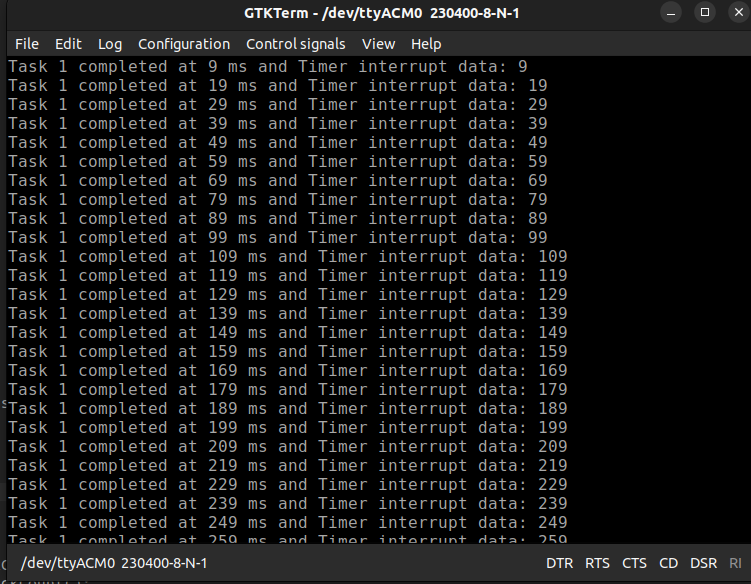 GTKTerm - /dev/ttyACM0 230400-8-N-1
File Edit Log Configuration Control signals View Help
Task 1 completed at 9 ms and Timer interrupt data: 9
Task 1 completed at 19 ms and Timer interrupt data: 19
Task 1 completed at 29 ms and Timer interrupt data: 29
Task 1 completed at 39 ms and Timer interrupt data: 39
Task 1 completed at 49 ms and Timer interrupt data: 49
Task 1 completed at 59 ms and Timer interrupt data: 59
Task 1 completed at 69 ms and Timer interrupt data: 69
Task 1 completed at 79 ms and Timer interrupt data: 79
Task 1 completed at 89 ms and Timer interrupt data: 89
Task 1 completed at 99 ms and Timer interrupt data: 99
Task 1 completed at 109 ms and Timer interrupt data: 109
Task 1 completed at 119 ms and Timer interrupt data: 119
Task 1 completed at 129 ms and Timer interrupt data: 129
Task 1 completed at 139 ms and Timer interrupt data: 139
Task 1 completed at 149 ms and Timer interrupt data: 149
Task 1 completed at 159 ms and Timer interrupt data: 159
Task 1 completed at 169 ms and Timer interrupt data: 169
Task 1 completed at 179 ms and Timer interrupt data: 179
Task 1 completed at 189 ms and Timer interrupt data: 189
Task 1 completed at 199 ms and Timer interrupt data: 199
Task 1 completed at 209 ms and Timer interrupt data: 209
Task 1 completed at 219 ms and Timer interrupt data: 219
Task 1 completed at 229 ms and Timer interrupt data: 229
Task 1 completed at 239 ms and Timer interrupt data: 239
Task 1 completed at 249 ms and Timer interrupt data: 249
Task 1 completed at 259 ms and Timer interrupt data: 259
/dev/ttyACM0 230400-8-N-1 DTR RTS CTS CD DSR RI